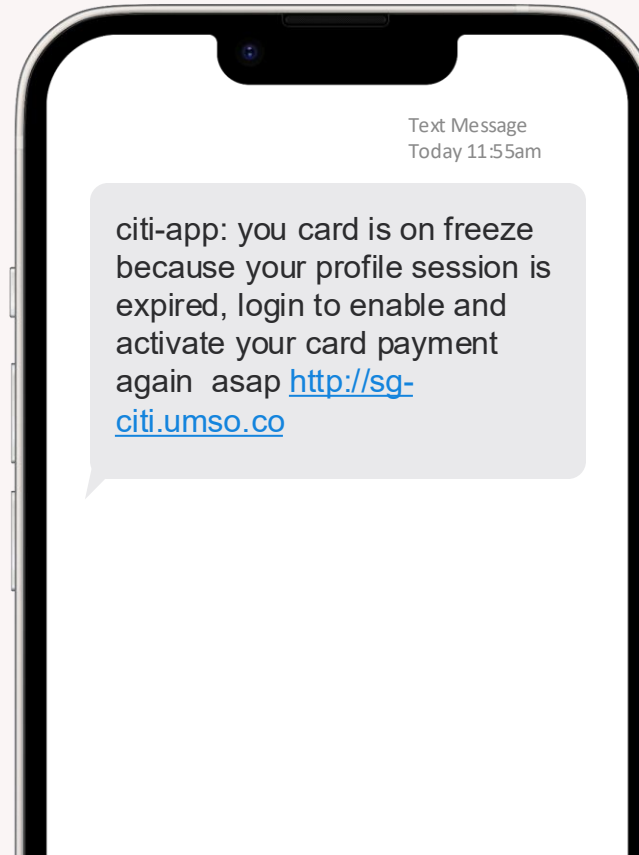 Text Message
Today 11:55am
citi-app: you card is on freeze
because your profile session is
expired, login to enable and
activate your card payment
again  asap http://sg-
citi.umso.co